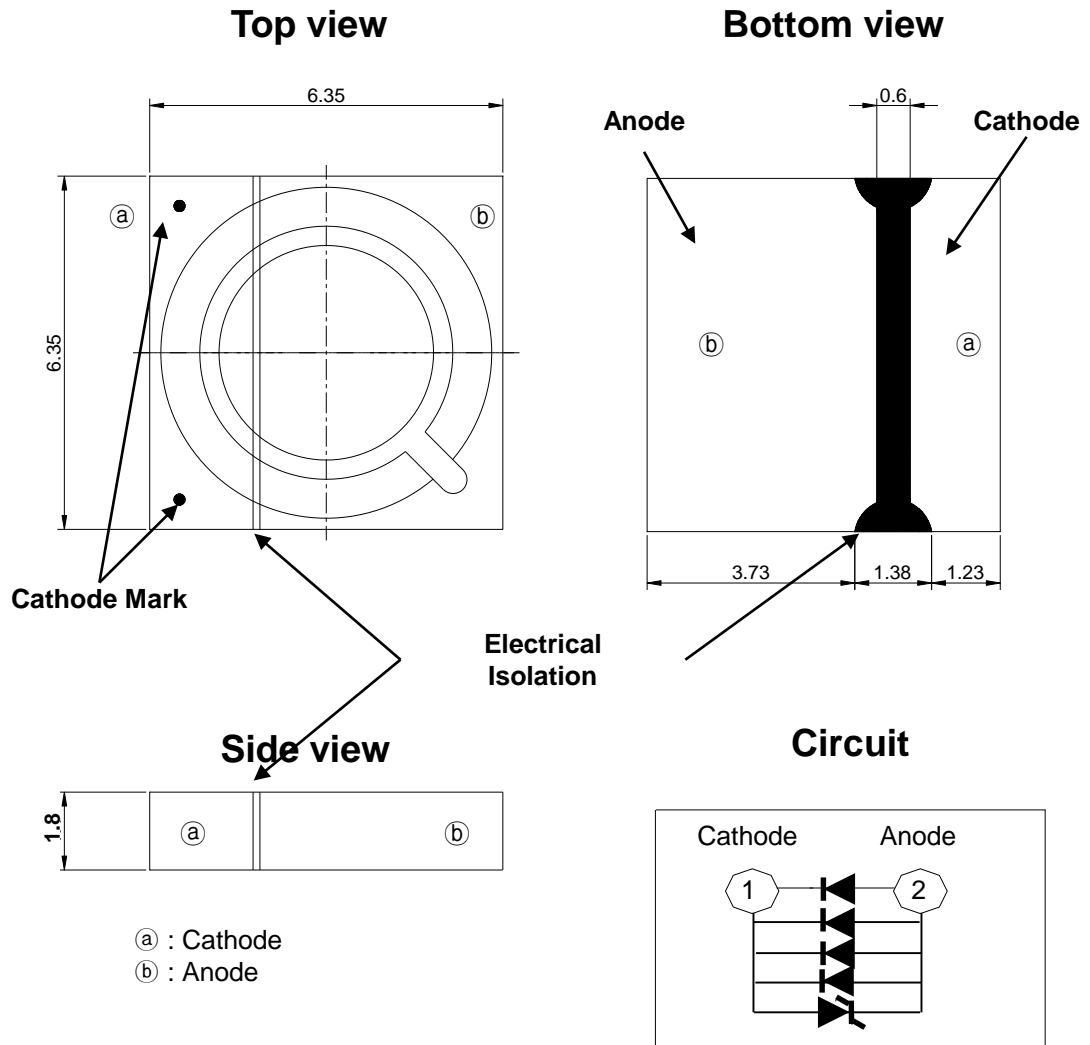 Top view
Bottom view
6.35
0.6
Anode
Cathode
ⓐ
ⓑ
6.35
ⓑ
ⓐ
3.73
1.38
1.23
Cathode Mark
Electrical
Isolation
Side view
Circuit
1.8
ⓐ
ⓑ
Cathode
Anode
1
2
ⓐ : Cathode
ⓑ : Anode